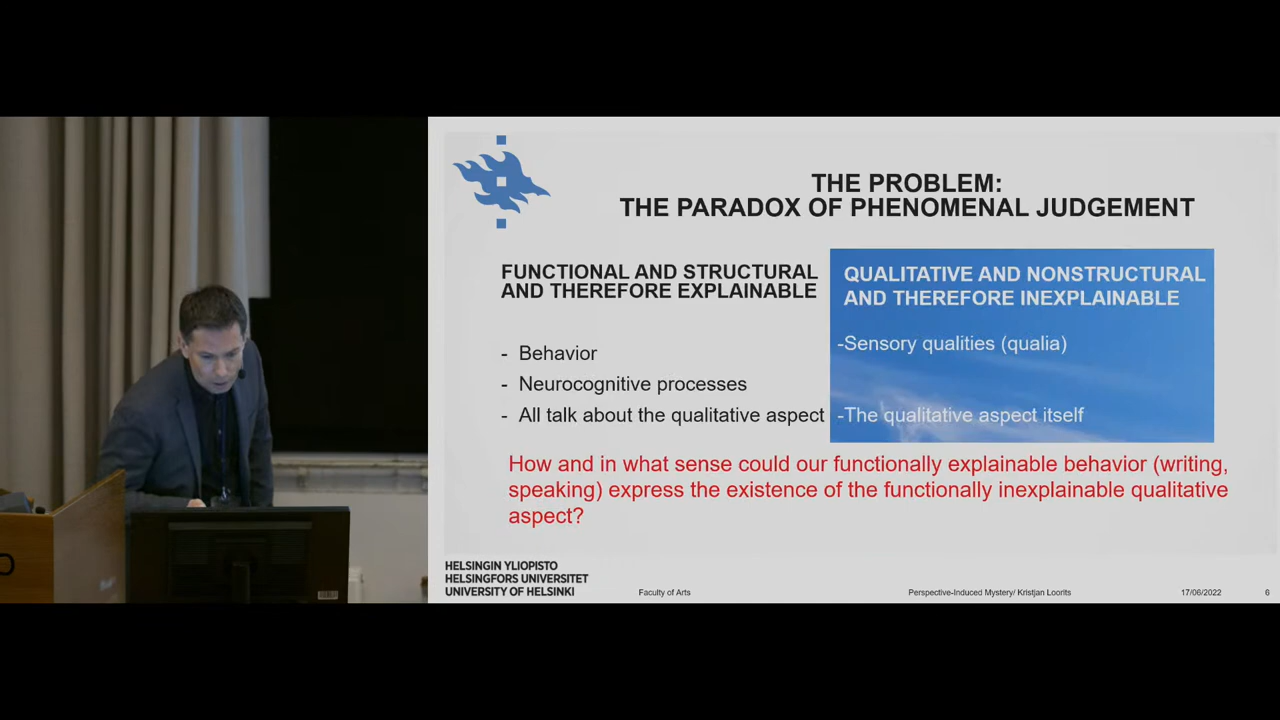 THE PROBLEM:
THE PARADOX OF PHENOMENAL JUDGEMENT
FUNCTIONAL AND STRUCTURAL
AND THEREFORE EXPLAINABLE
- Behavior
- Neurocognitive processes
- All talk about the qualitative aspect
QUALITATIVE AND NONSTRUCTURAL
AND THEREFORE INEXPLAINABLE
-Sensory qualities (qualia)
-The qualitative aspect itself
How and in what sense could our functionally explainable behavior (writing,
speaking) express the existence of the functionally inexplainable qualitative
aspect?
HELSINGIN YLIOPISTO
HELSINGFORS UNIVERSITET
UNIVERSITY OF HELSINKI
Faculty of Arts
Perspective-Induced Mystery/ Kristjan Loorits
17/06/2022
6